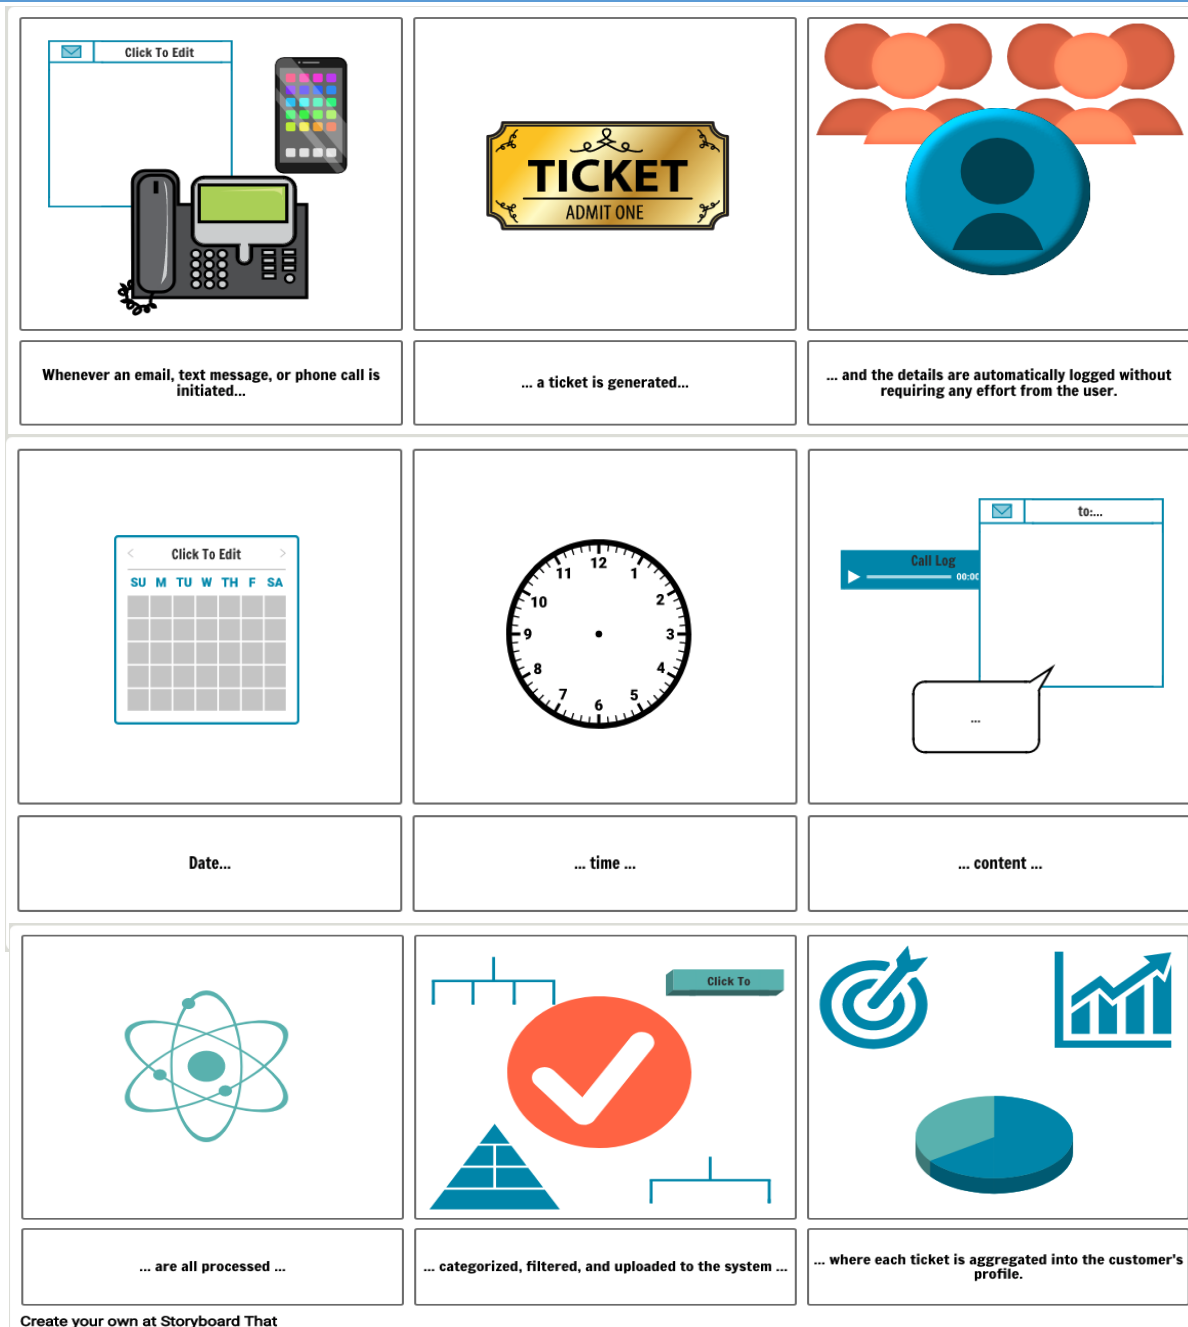 Click To Edit
TICKET
ADMIT ONE
Whenever an email, text message, or phone call is
initiated...
... a ticket is generated...
... and the details are automatically logged without
requiring any effort from the user.
Click To Edit
SU M TU W TH F SA
12
11 1
10 2
9 3
8 4
7 5
6
to:...
Call Log
00:00
...
Date...
... time ...
... content ...
Click To
... are all processed ...
... categorized, filtered, and uploaded to the system ...
... where each ticket is aggregated into the customer's
profile.
Create your own at Storyboard That